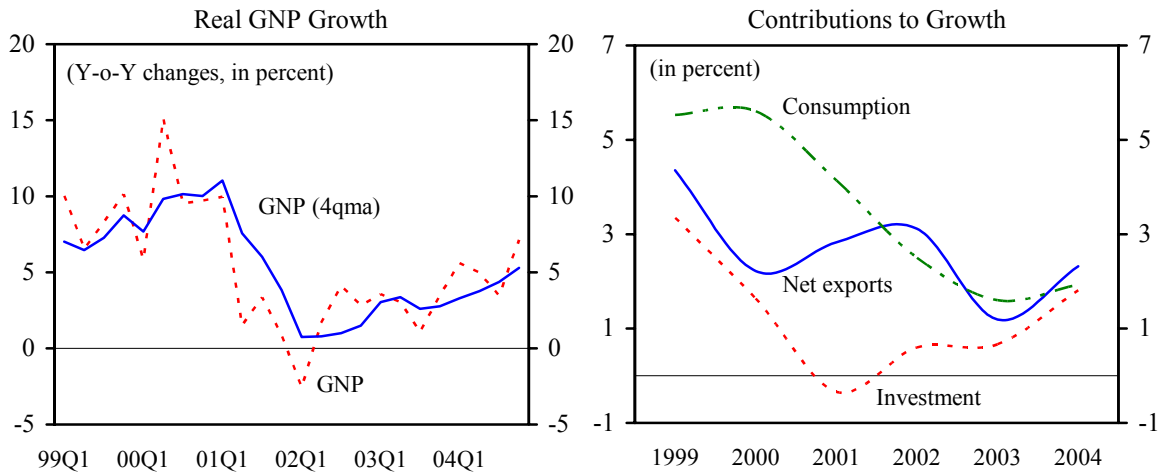 Real GNP Growth
20
20
(Y-o-Y changes, in percent)
15
15
10
10
GNP (4qma)
5
5
0
0
GNP
-5
-5
99Q1 00Q1 01Q1 02Q1 03Q1 04Q1
Contributions to Growth
7
7
(in percent)
Consumption
5
5
3
3
Net exports
1
1
Investment
-1
-1
1999 2000 2001 2002 2003 2004